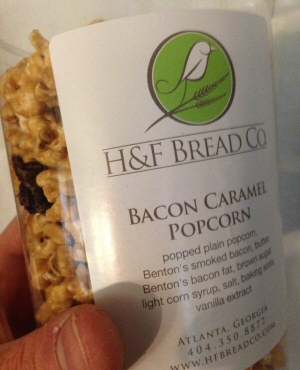 H&F BREAD CO
BACON CARAMEL
POPCORN
popped plain popcorn,
Benton's smoked bacon, butter,
Benton's bacon fat, brown sugar,
light corn syrup, salt, baking soda,
vanilla extract
ATLANTA, GEORGIA
404.350.8877
WWW.HFBREADCO.COM